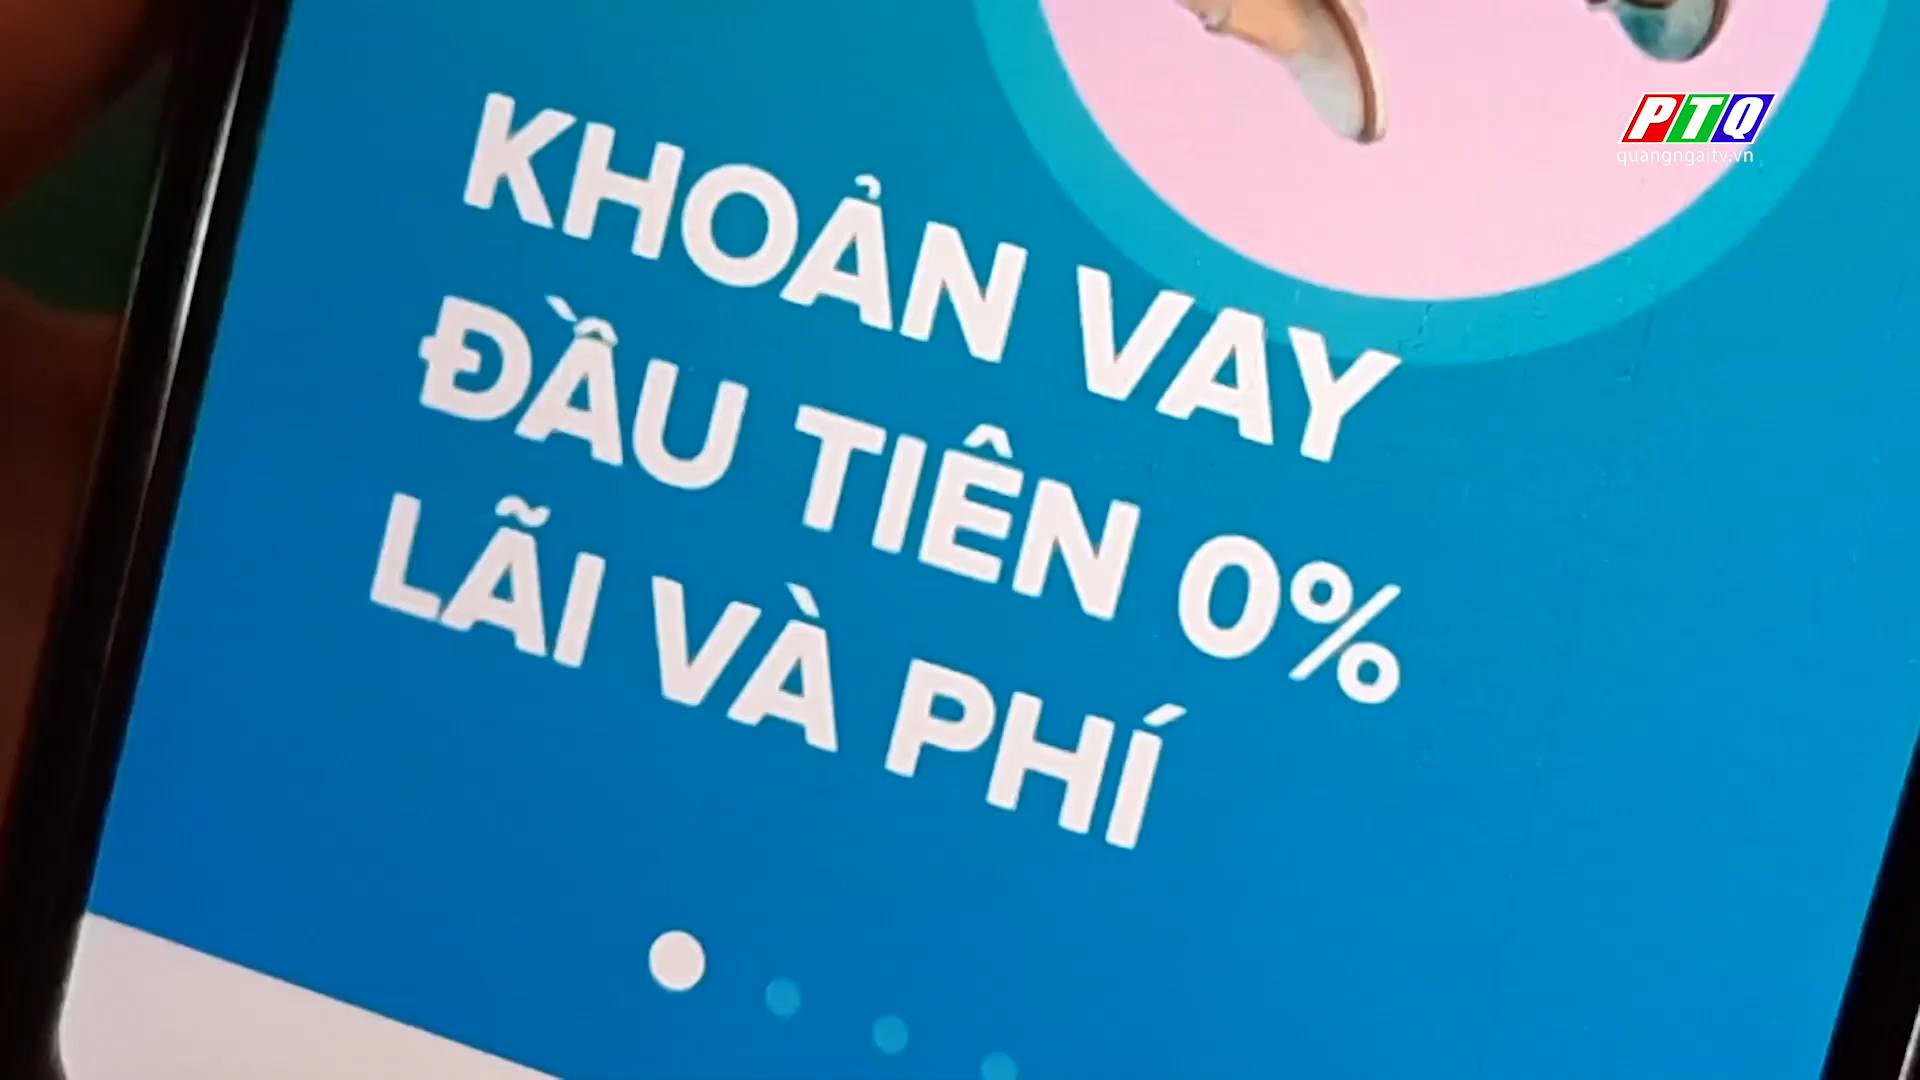 PTQ
quangngaitv.vn
KHOẢN VAY
ĐẦU TIÊN 0%
LÃI VÀ PHÍ